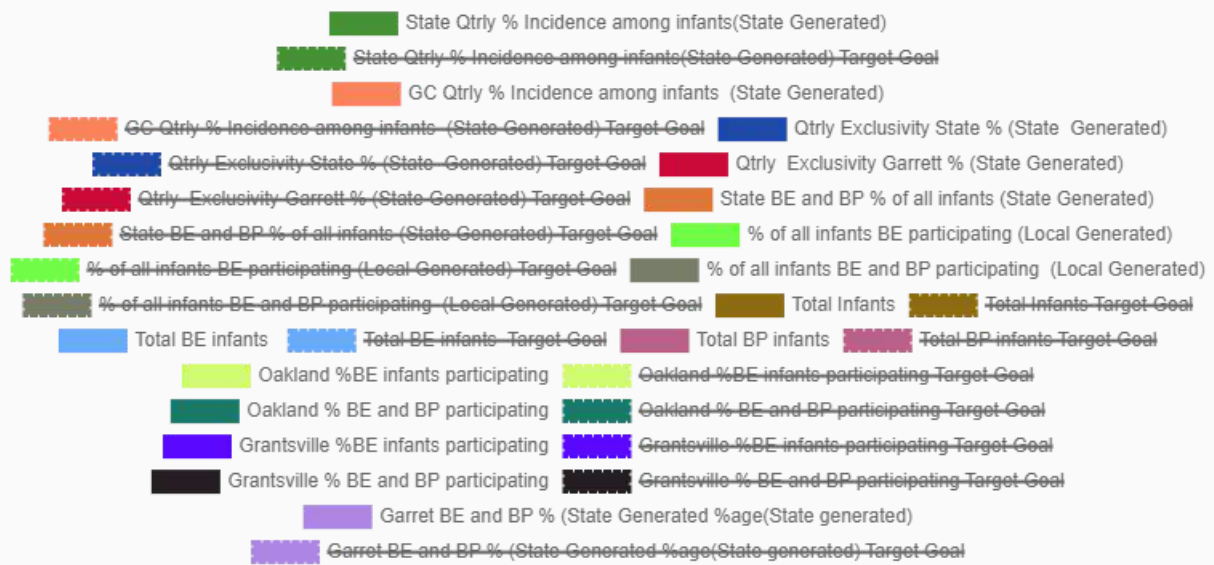 State Qtrly % Incidence among infants(State Generated)
State Qtrly % Incidence among infants(State Generated) Target Goal
GC Qtrly % Incidence among infants  (State Generated)
GC Qtrly % Incidence among infants  (State Generated) Target Goal Qtrly Exclusivity State % (State  Generated)
Qtrly Exclusivity State % (State  Generated) Target Goal Qtrly  Exclusivity Garrett % (State Generated)
Qtrly  Exclusivity Garrett % (State Generated) Target Goal State BE and BP % of all infants (State Generated)
State BE and BP % of all infants (State Generated) Target Goal % of all infants BE participating (Local Generated)
% of all infants BE participating (Local Generated) Target Goal % of all infants BE and BP participating  (Local Generated)
% of all infants BE and BP participating  (Local Generated) Target Goal Total Infants Total Infants Target Goal
Total BE infants Total BE infants  Target Goal Total BP infants Total BP infants Target Goal
Oakland %BE infants participating Oakland %BE infants participating Target Goal
Oakland % BE and BP participating Oakland % BE and BP participating Target Goal
Grantsville %BE infants participating Grantsville %BE infants participating Target Goal
Grantsville % BE and BP participating Grantsville % BE and BP participating Target Goal
Garret BE and BP % (State Generated %age(State generated)
Garret BE and BP % (State Generated %age(State generated) Target Goal